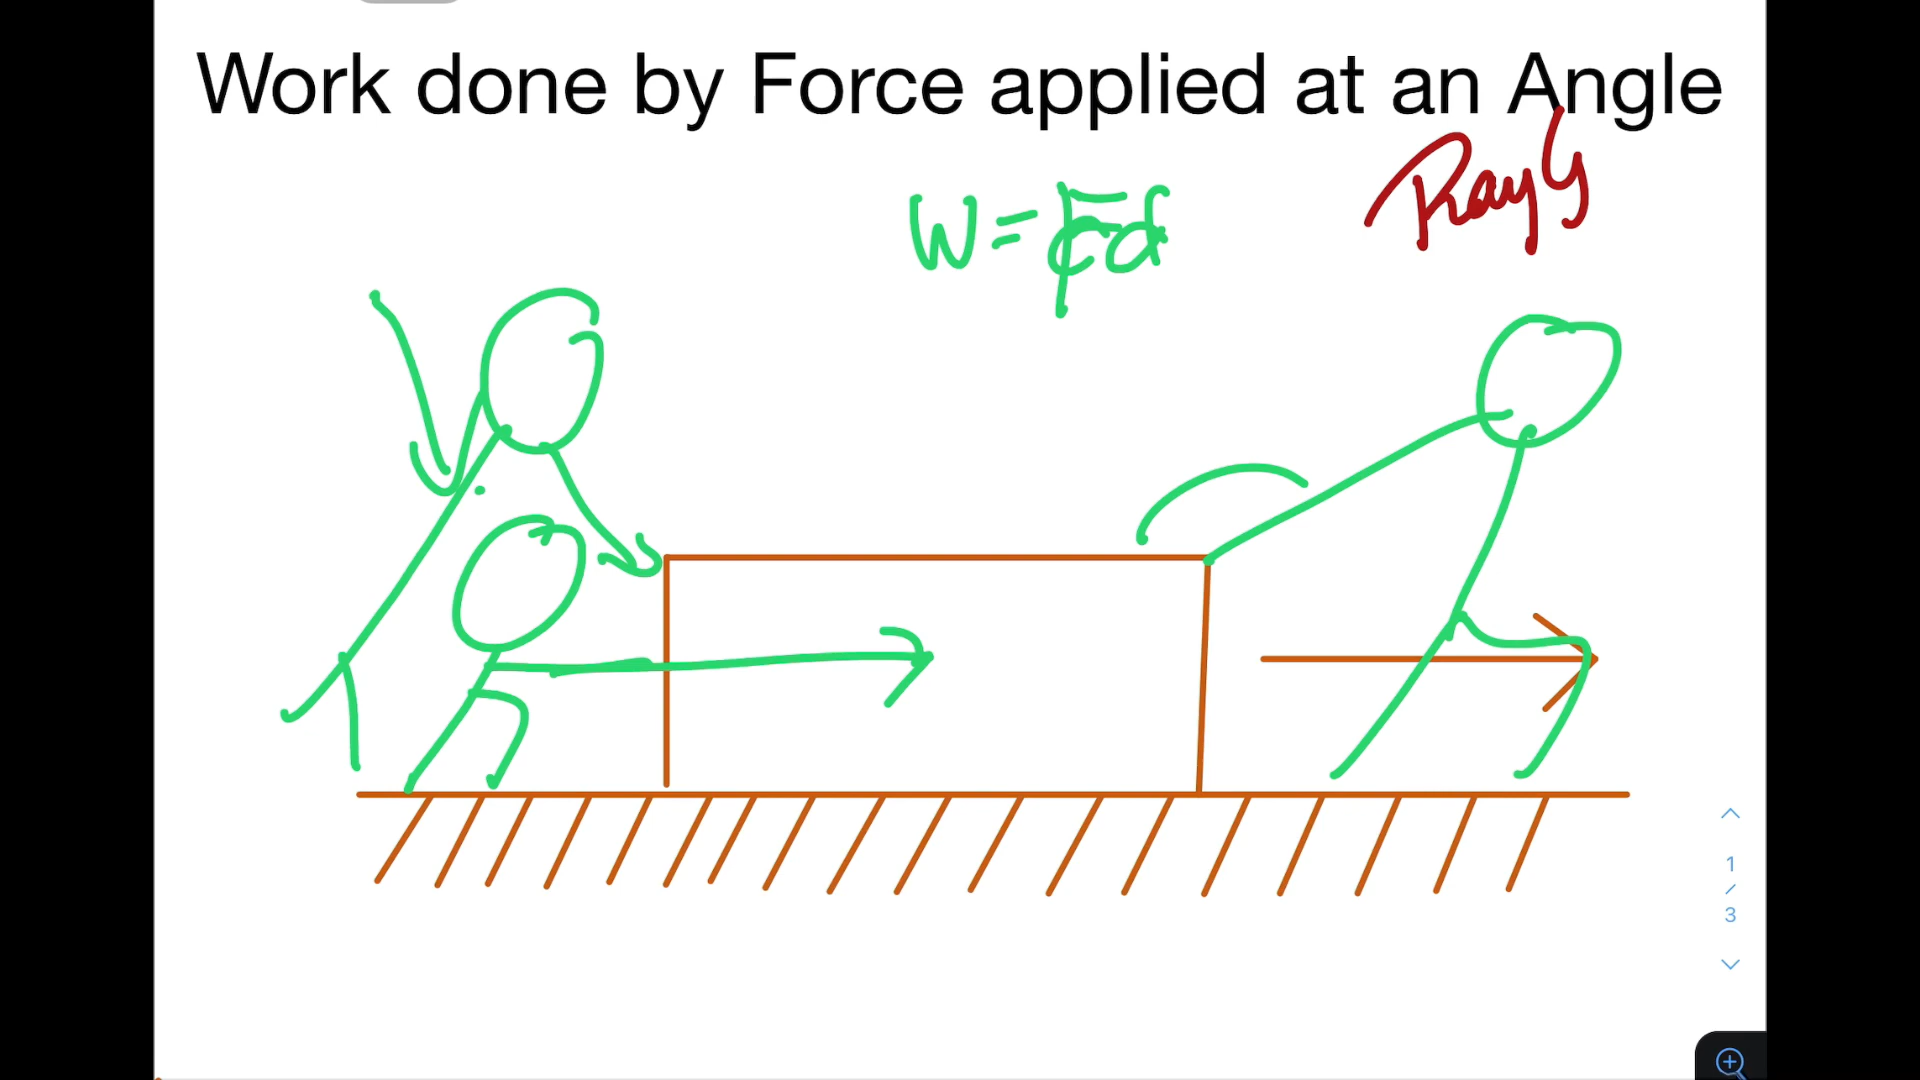 Work done by Force applied at an Angle
Ray G
W = Fd
1
/
3